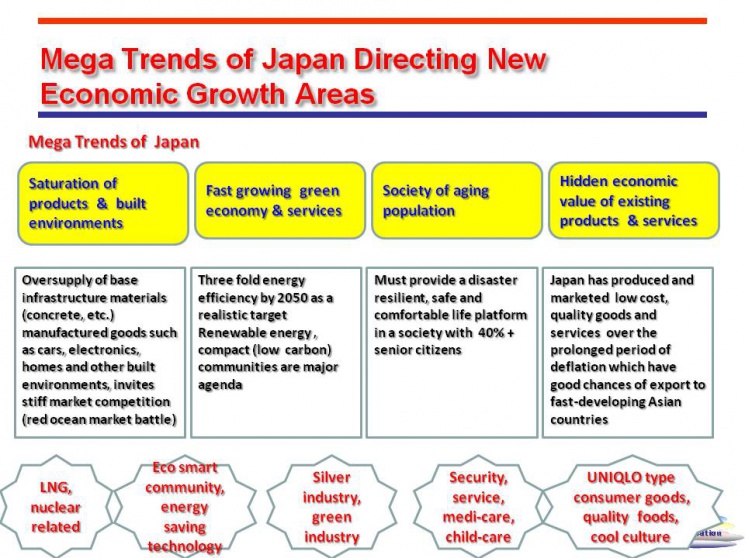 Mega Trends of Japan Directing New
Economic Growth Areas
Mega Trends of Japan
Saturation of
products & built
environments
Fast growing green
economy & services
Society of aging
population
Hidden economic
value of existing
products & services
Oversupply of base
infrastructure materials
(concrete, etc.)
manufactured goods such
as cars, electronics,
homes and other built
environments, invites
stiff market competition
(red ocean market battle)
Three fold energy
efficiency by 2050 as a
realistic target
Renewable energy ,
compact (low carbon)
communities are major
agenda
Must provide a disaster
resilient, safe and
comfortable life platform
in a society with 40% +
senior citizens
Japan has produced and
marketed low cost,
quality goods and
services over the
prolonged period of
deflation which have
good chances of export to
fast-developing Asian
countries
LNG,
nuclear
related
Eco smart
community,
energy
saving
technology
Silver
industry,
green
industry
Security,
service,
medi-care,
child-care
UNIQLO type
consumer goods,
quality foods,
cool culture